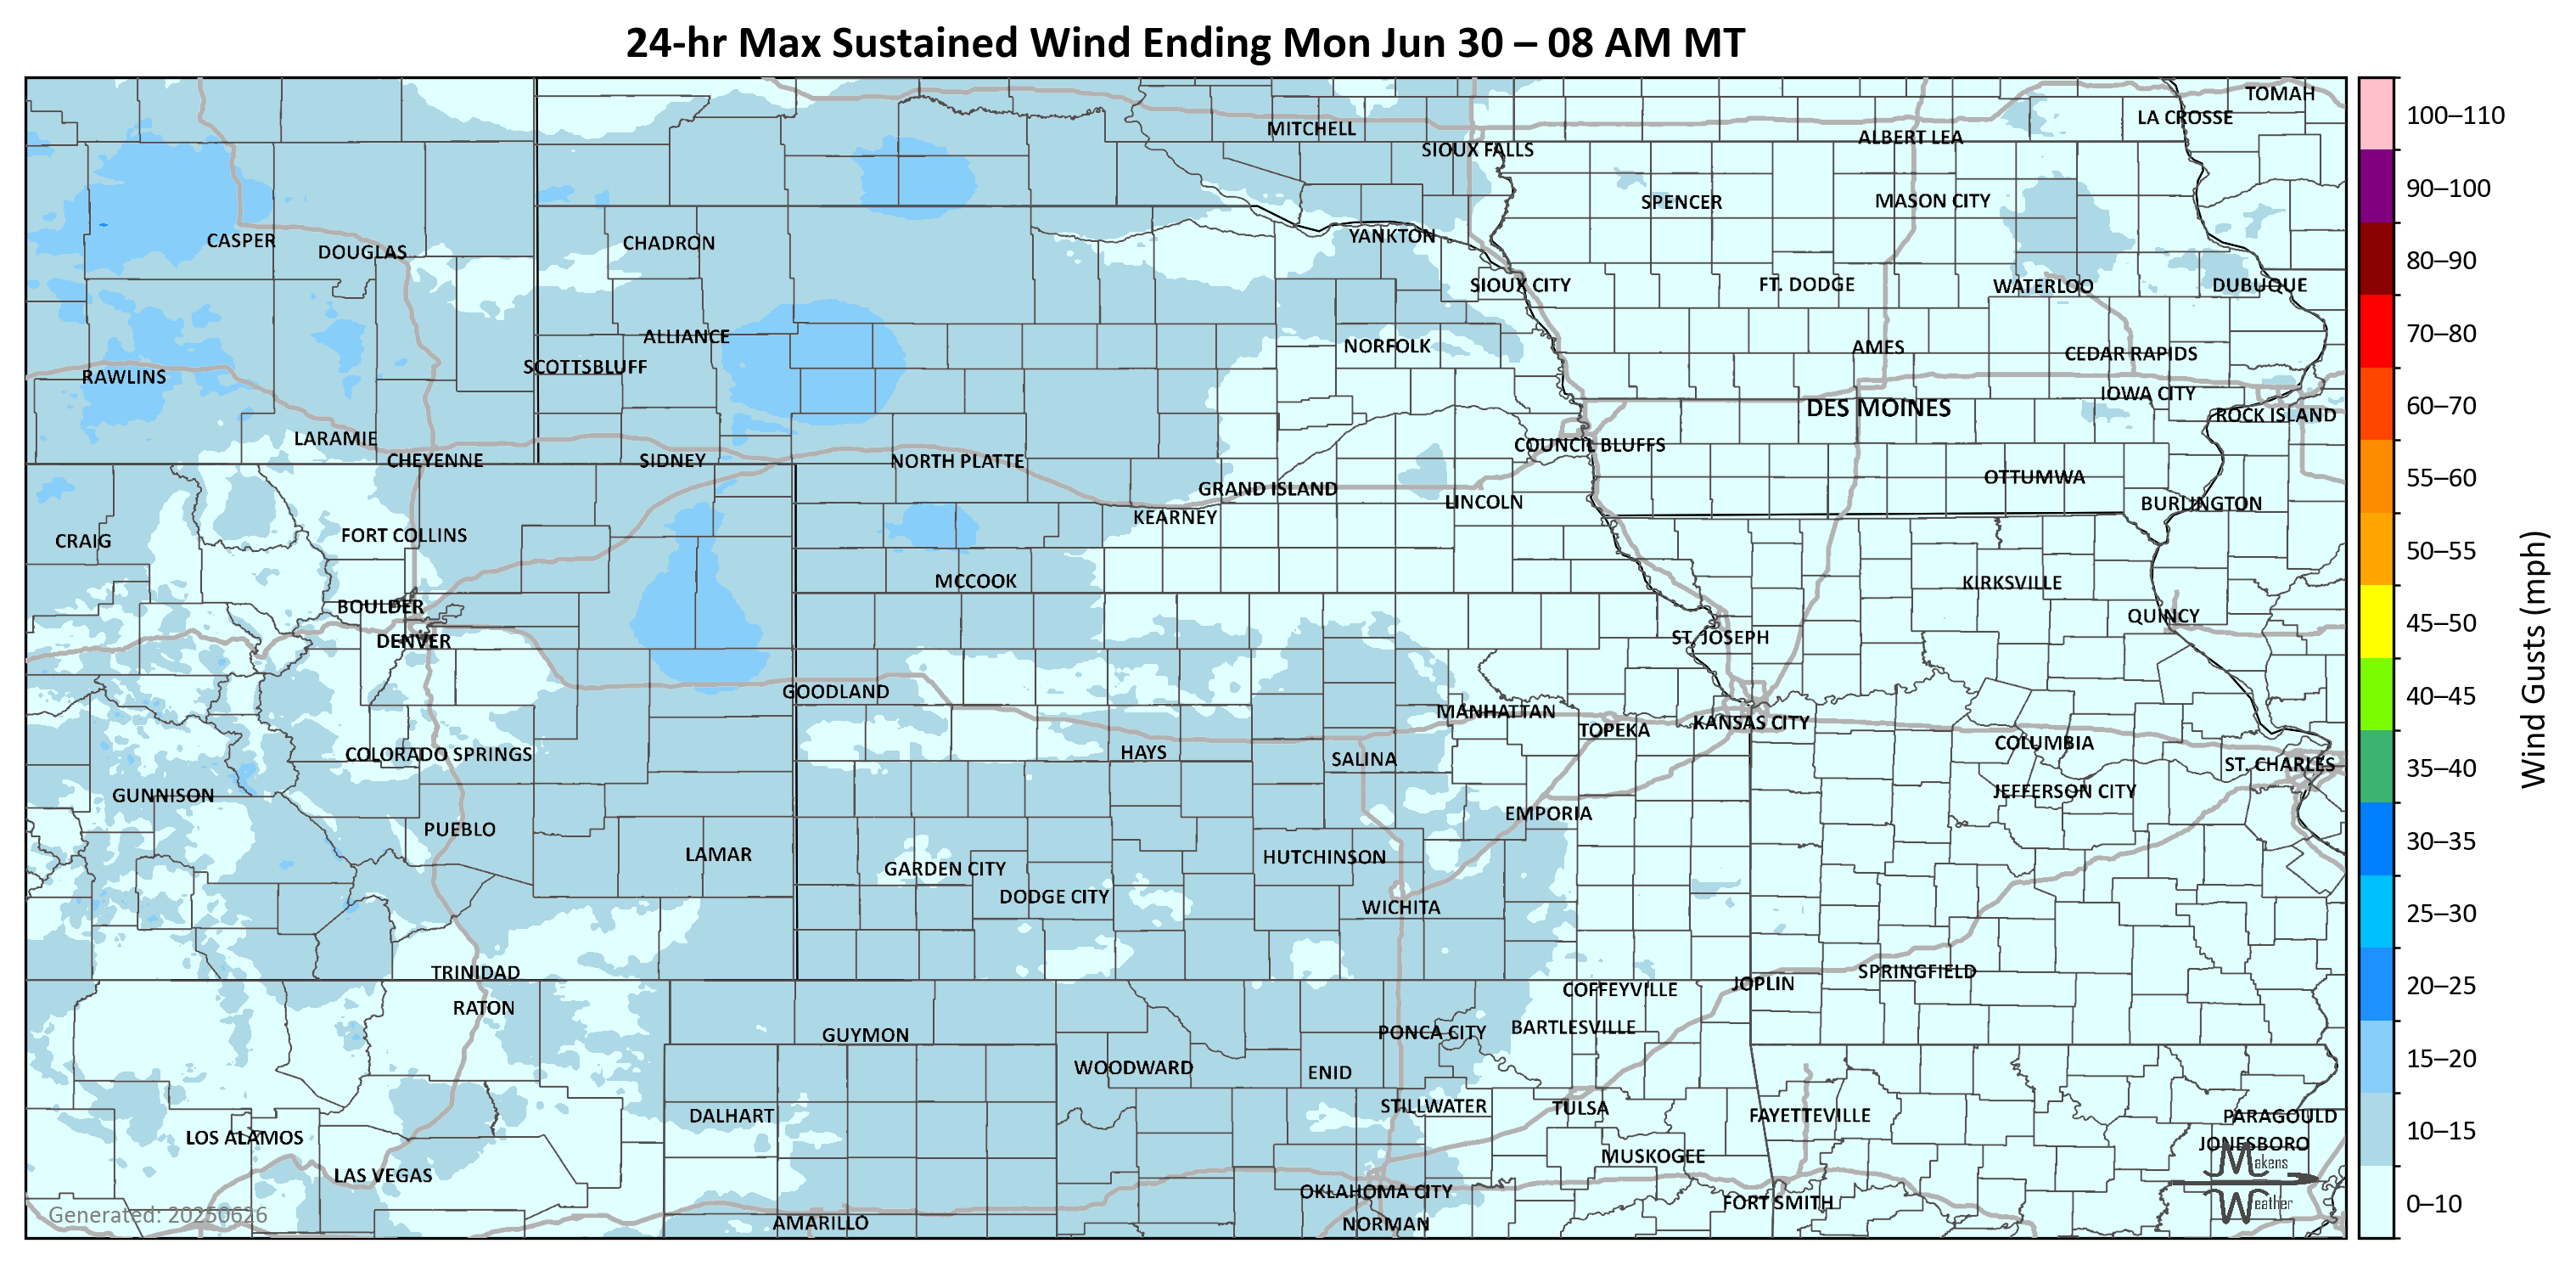 24-hr Max Sustained Wind Ending Mon Jun 30 – 08 AM MT
TOMAH
LA CROSSE
MITCHELL
ALBERT LEA
SIOUX FALLS
SPENCER
MASON CITY
CASPER
DOUGLAS
CHADRON
YANKTON
SIOUX CITY
FT. DODGE
WATERLOO
DUBUQUE
ALLIANCE
NORFOLK
AMES
CEDAR RAPIDS
SCOTTSBLUFF
RAWLINS
IOWA CITY
DES MOINES
ROCK ISLAND
LARAMIE
COUNCIL BLUFFS
CHEYENNE
SIDNEY
NORTH PLATTE
OTTUMWA
GRAND ISLAND
LINCOLN
BURLINGTON
KEARNEY
FORT COLLINS
CRAIG
MCCOOK
KIRKSVILLE
BOULDER
QUINCY
DENVER
ST. JOSEPH
GOODLAND
MANHATTAN
TOPEKA
KANSAS CITY
COLUMBIA
COLORADO SPRINGS
HAYS
SALINA
ST. CHARLES
GUNNISON
JEFFERSON CITY
EMPORIA
PUEBLO
LAMAR
HUTCHINSON
GARDEN CITY
DODGE CITY
WICHITA
TRINIDAD
SPRINGFIELD
JOPLIN
COFFEYVILLE
RATON
BARTLESVILLE
PONCA CITY
GUYMON
WOODWARD
ENID
STILLWATER
TULSA
DALHART
FAYETTEVILLE
PARAGOULD
LOS ALAMOS
JONESBORO
MUSKOGEE
LAS VEGAS
OKLAHOMA CITY
FORT SMITH
AMARILLO
NORMAN
Generated: 20250626
Makens
Weather
100–110
90–100
80–90
70–80
60–70
55–60
50–55
45–50
40–45
35–40
30–35
25–30
20–25
15–20
10–15
0–10
Wind Gusts (mph)